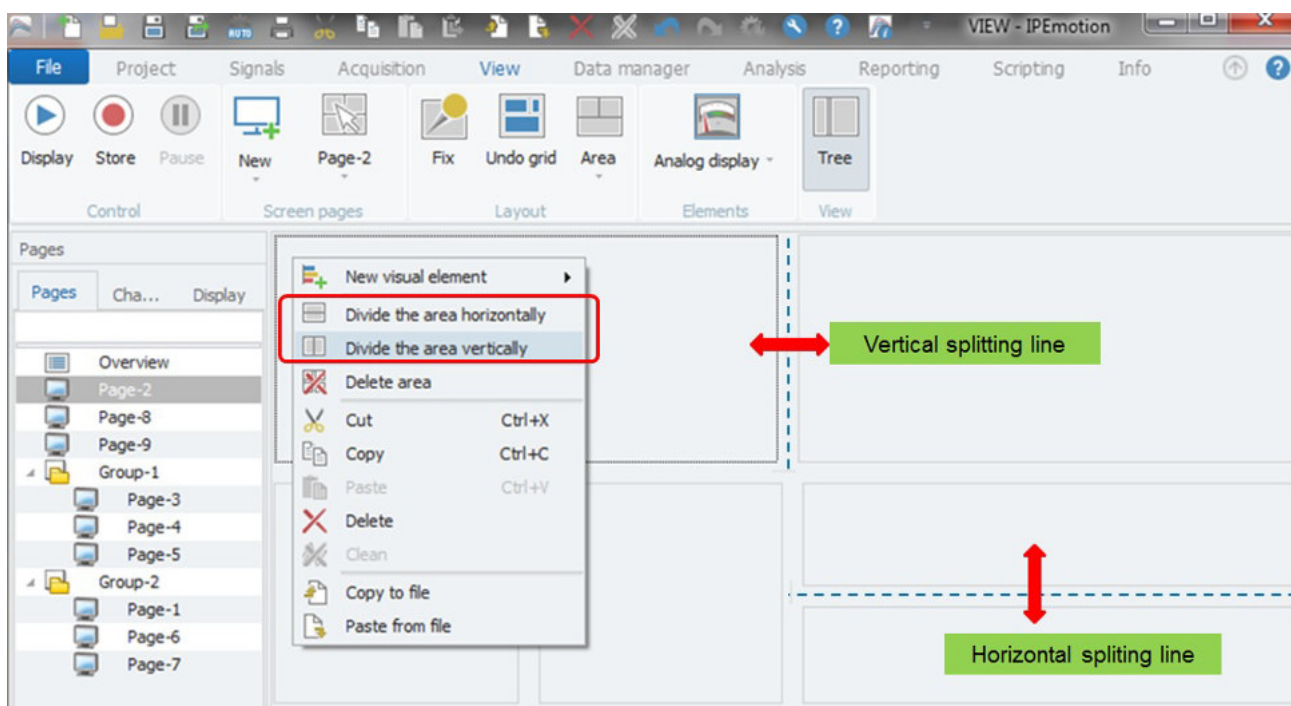 AUTO
VIEW - IPEmotion
File Project Signals Acquisition View Data manager Analysis Reporting Scripting Info
Display Store Pause New Page-2 Fix Undo grid Area Analog display Tree
Control Screen pages Layout Elements View
Pages
Pages Cha... Display
Overview
Page-2
Page-8
Page-9
Group-1
Page-3
Page-4
Page-5
Group-2
Page-1
Page-6
Page-7
New visual element
Divide the area horizontally
Divide the area vertically
Delete area
Cut Ctrl+X
Copy Ctrl+C
Paste Ctrl+V
Delete
Clean
Copy to file
Paste from file
Vertical splitting line
Horizontal spliting line